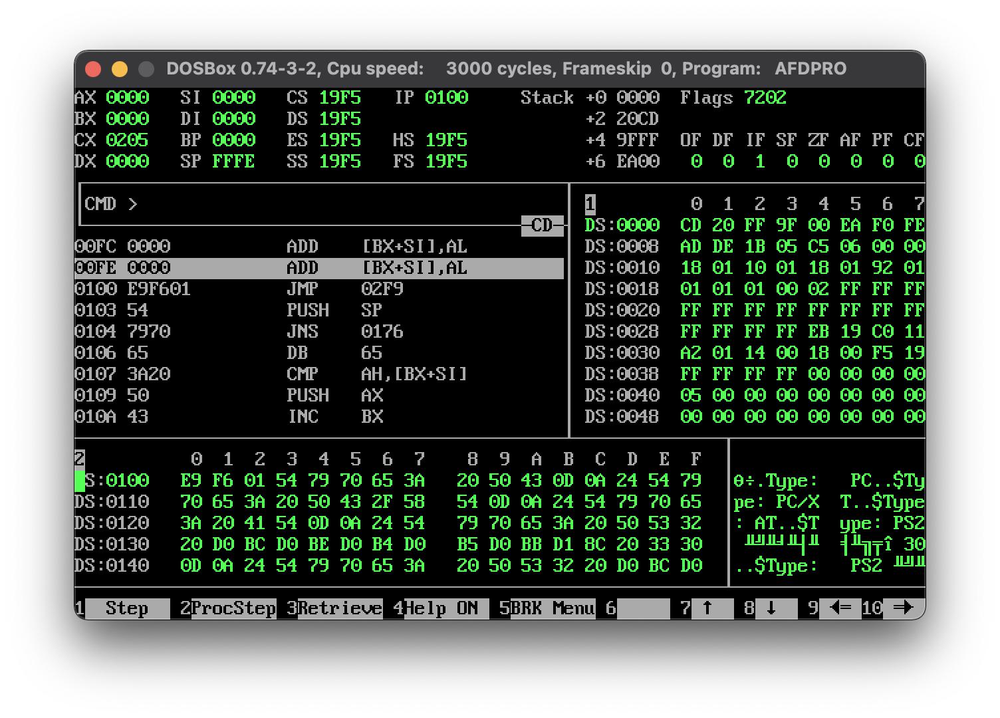 DOSBox 0.74-3-2, Cpu speed: 3000 cycles, Frameskip 0, Program: AFDPRO
AX 0000 SI 0000 CS 19F5 IP 0100 Stack +0 0000 Flags 7202
BX 0000 DI 0000 DS 19F5 +2 20CD
CX 0205 BP 0000 ES 19F5 HS 19F5 +4 9FFF OF DF IF SF ZF AF PF CF
DX 0000 SP FFFE SS 19F5 FS 19F5 +6 EA00 0 0 1 0 0 0 0 0
CMD >
CD
00FC 0000 ADD [BX+SI],AL
00FE 0000 ADD [BX+SI],AL
0100 E9F601 JMP 02F9
0103 54 PUSH SP
0104 7970 JNS 0176
0106 65 DB 65
0107 3A20 CMP AH,[BX+SI]
0109 50 PUSH AX
010A 43 INC BX
1 0 1 2 3 4 5 6 7
DS:0000 CD 20 FF 9F 00 EA F0 FE
DS:0008 AD DE 1B 05 C5 06 00 00
DS:0010 18 01 10 01 18 01 92 01
DS:0018 01 01 01 00 02 FF FF FF
DS:0020 FF FF FF FF FF FF FF FF
DS:0028 FF FF FF FF EB 19 C0 11
DS:0030 A2 01 14 00 18 00 F5 19
DS:0038 FF FF FF FF 00 00 00 00
DS:0040 05 00 00 00 00 00 00 00
DS:0048 00 00 00 00 00 00 00 00
2 0 1 2 3 4 5 6 7 8 9 A B C D E F
S:0100 E9 F6 01 54 79 70 65 3A 20 50 43 0D 0A 24 54 79 Θ÷.Type: PC..$Ty
DS:0110 70 65 3A 20 50 43 2F 58 54 0D 0A 24 54 79 70 65 pe: PC/X T..$Type
DS:0120 3A 20 41 54 0D 0A 24 54 79 70 65 3A 20 50 53 32 : AT..$T ype: PS2
DS:0130 20 D0 BC D0 BE D0 B4 D0 B5 D0 BB D1 8C 20 33 30 ╨╝╨╛╨┤╨ ╡╨╗╤î 30
DS:0140 0D 0A 24 54 79 70 65 3A 20 50 53 32 20 D0 BC D0 ..$Type: PS2 ╨╝╨
1 Step 2ProcStep 3Retrieve 4Help ON 5BRK Menu 6 7 ↑ 8 ↓ 9 ← 10 →